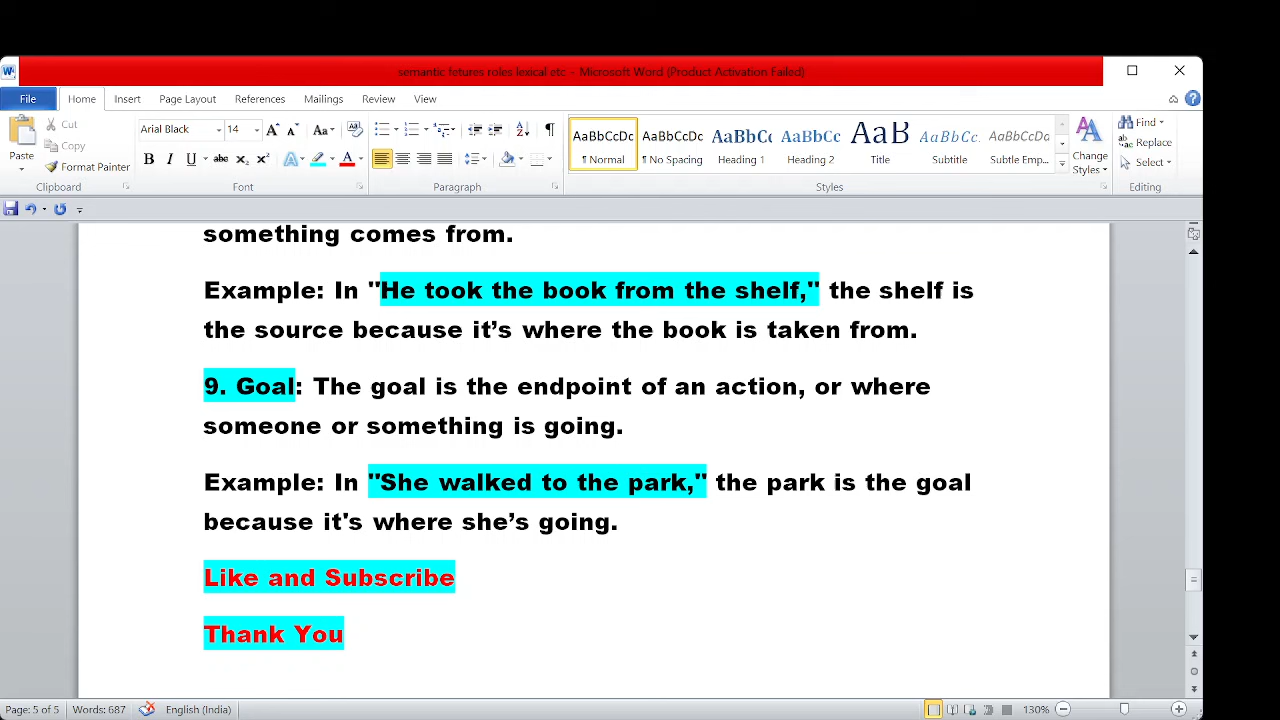 semantic fetures roles lexical etc - Microsoft Word (Product Activation Failed)
File Home Insert Page Layout References Mailings Review View
Cut
Copy
Format Painter
Paste
Arial Black 14
AaBbCcDc AaBbCcDc AaBbCc AaBbCc AaB AaBbCc. AaBbCcDc
¶ Normal ¶ No Spacing Heading 1 Heading 2 Title Subtitle Subtle Emp...
Change Styles
Find
Replace
Select
Clipboard Font Paragraph Styles Editing
something comes from.
Example: In "He took the book from the shelf," the shelf is
the source because it’s where the book is taken from.
9. Goal: The goal is the endpoint of an action, or where
someone or something is going.
Example: In "She walked to the park," the park is the goal
because it's where she’s going.
Like and Subscribe
Thank You
Page: 5 of 5 Words: 687 English (India) 130%